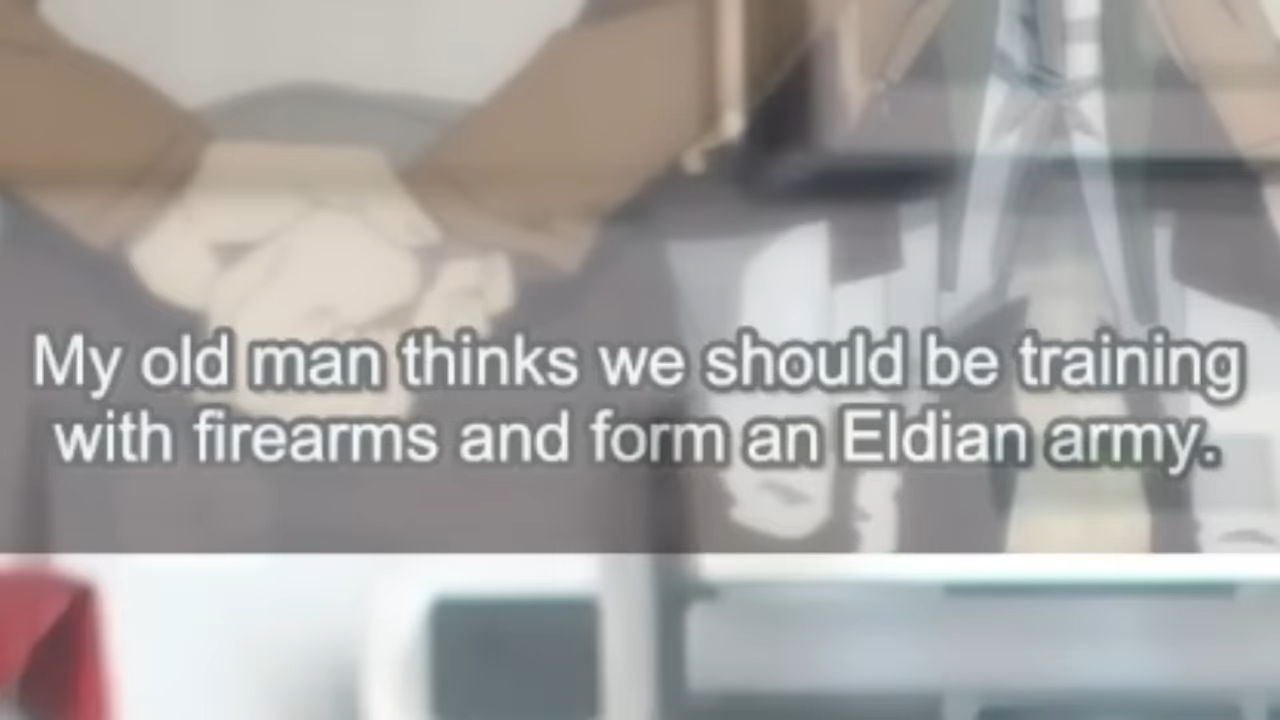 My old man thinks we should be training
with firearms and form an Eldian army.